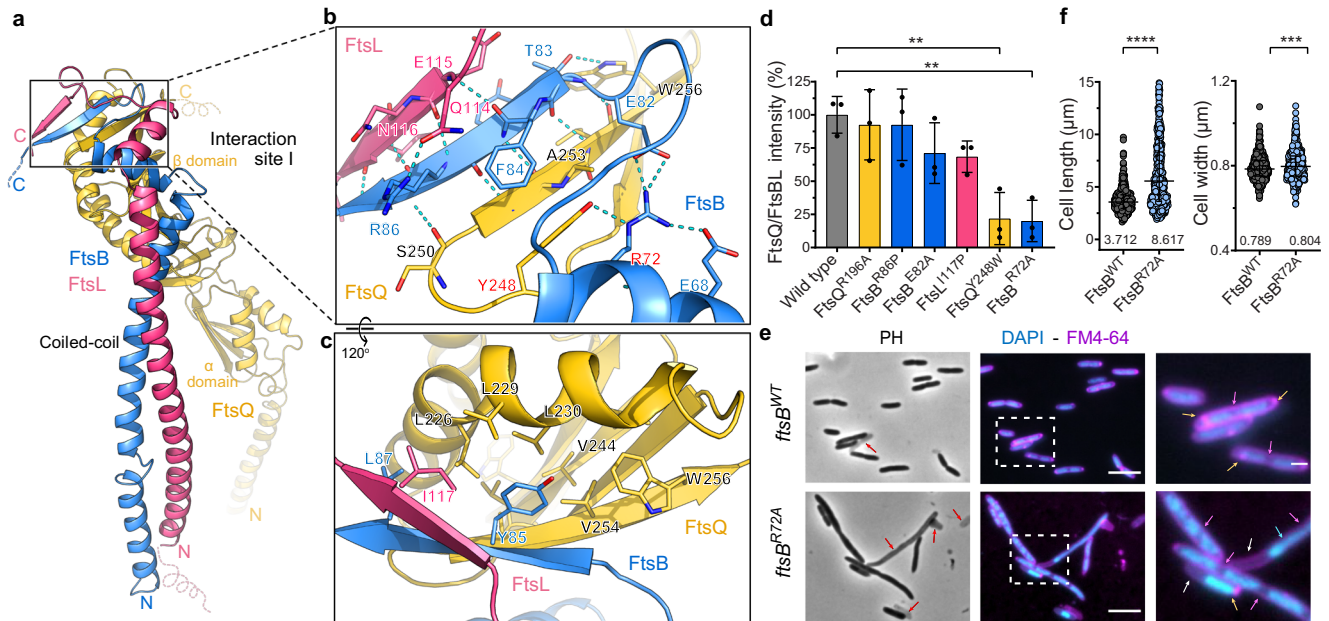 a
C
C
C
Interaction
site I
β domain
FtsB
FtsL
Coiled-coil
α
domain
FtsQ
N
N
N
b
FtsL
E115
T83
Q114
E82
W256
N116
A253
F84
R86
FtsB
S250
R72
Y248
E68
FtsQ
120°
c
L229
L226
L230
V244
L87
I117
W256
Y85
V254
FtsQ
FtsB
FtsL
d
**
**
FtsQ/FtsBL intensity (%)
125
100
75
50
25
0
Wild type
FtsQR196A
FtsBR86P
FtsBE82A
FtsLI117P
FtsQY248W
FtsBR72A
f
****
***
Cell length (µm)
15
10
5
0
3.712
8.617
FtsBWT
FtsBR72A
Cell width (µm)
1.2
0.8
0.4
0.789
0.804
FtsBWT
FtsBR72A
e
PH
DAPI - FM4-64
ftsBWT
ftsBR72A